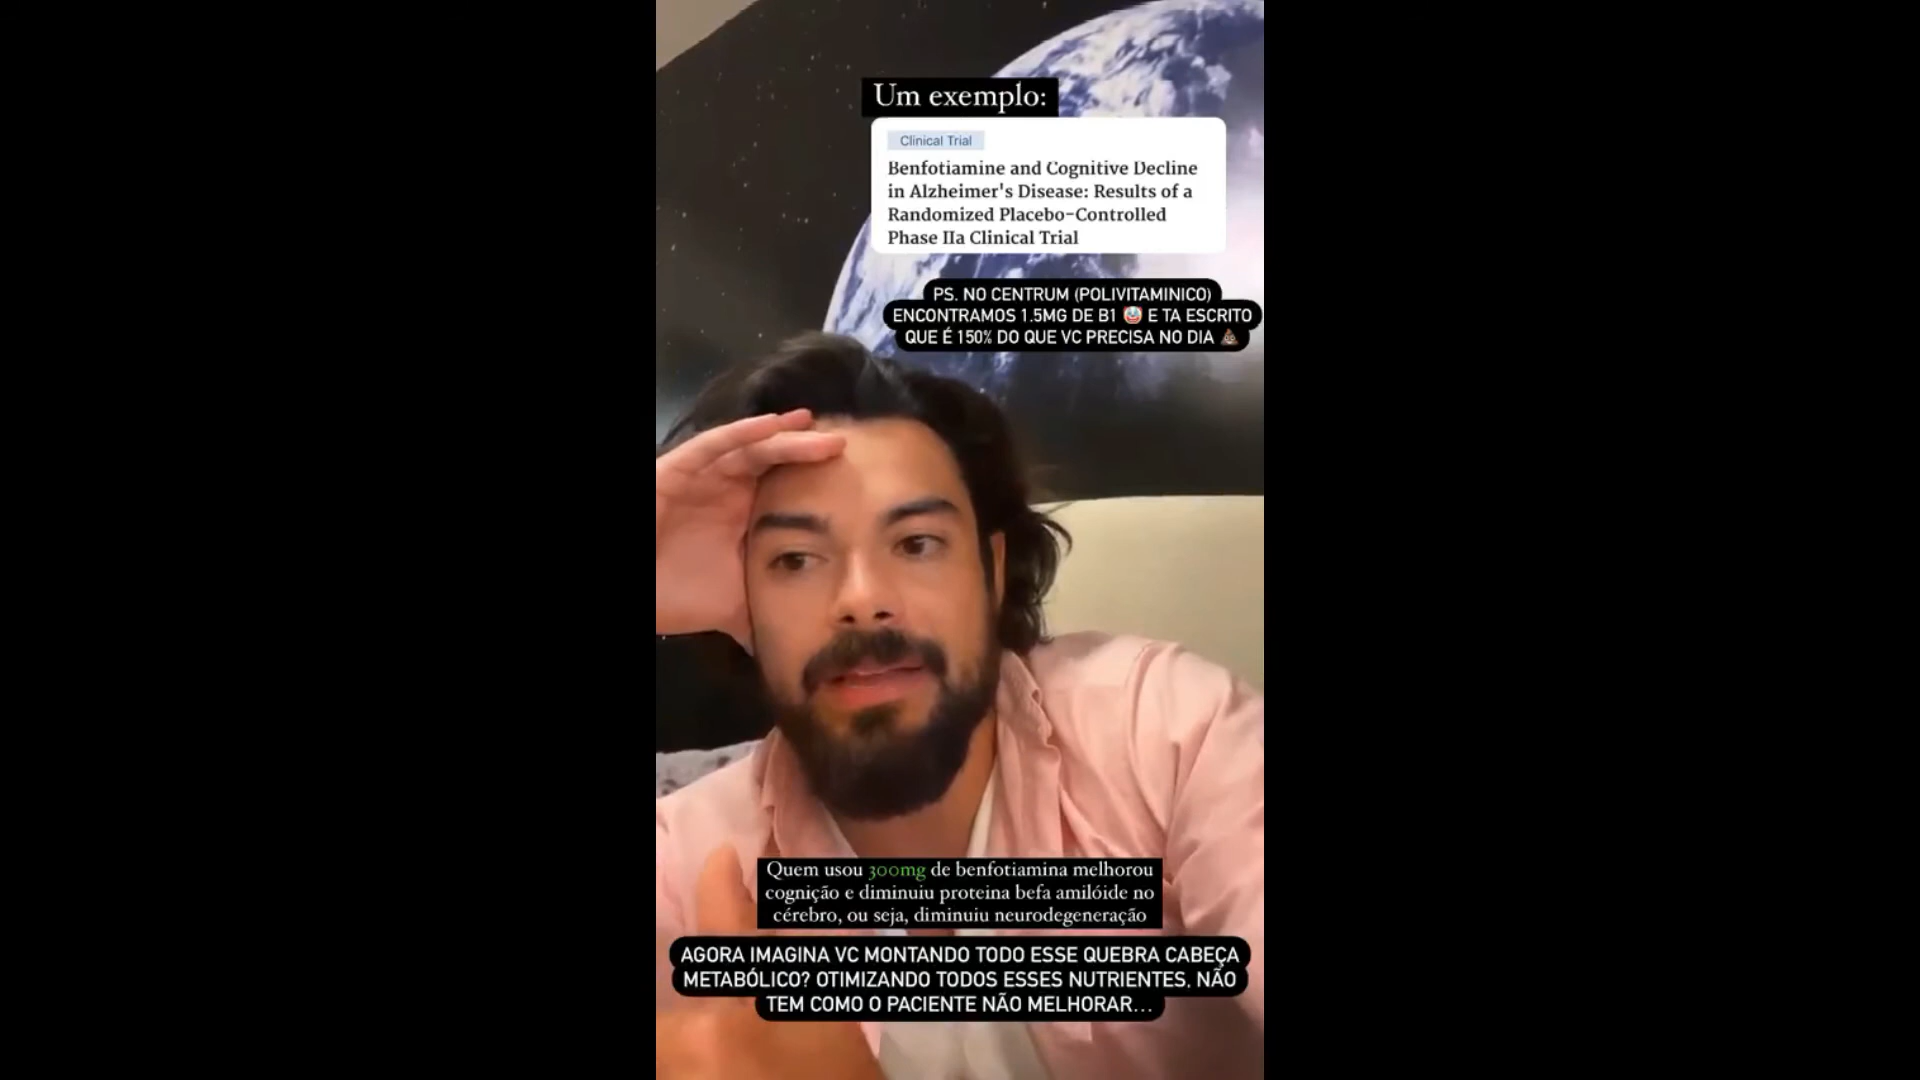 Um exemplo:
Clinical Trial
Benfotiamine and Cognitive Decline
in Alzheimer's Disease: Results of a
Randomized Placebo-Controlled
Phase IIa Clinical Trial
PS. NO CENTRUM (POLIVITAMINICO)
ENCONTRAMOS 1.5MG DE B1 🤡 E TA ESCRITO
QUE É 150% DO QUE VC PRECISA NO DIA 💩
Quem usou 300mg de benfotiamina melhorou
cognição e diminuiu proteina befa amilóide no
cérebro, ou seja, diminuiu neurodegeneração
AGORA IMAGINA VC MONTANDO TODO ESSE QUEBRA CABEÇA
METABÓLICO? OTIMIZANDO TODOS ESSES NUTRIENTES. NÃO
TEM COMO O PACIENTE NÃO MELHORAR...